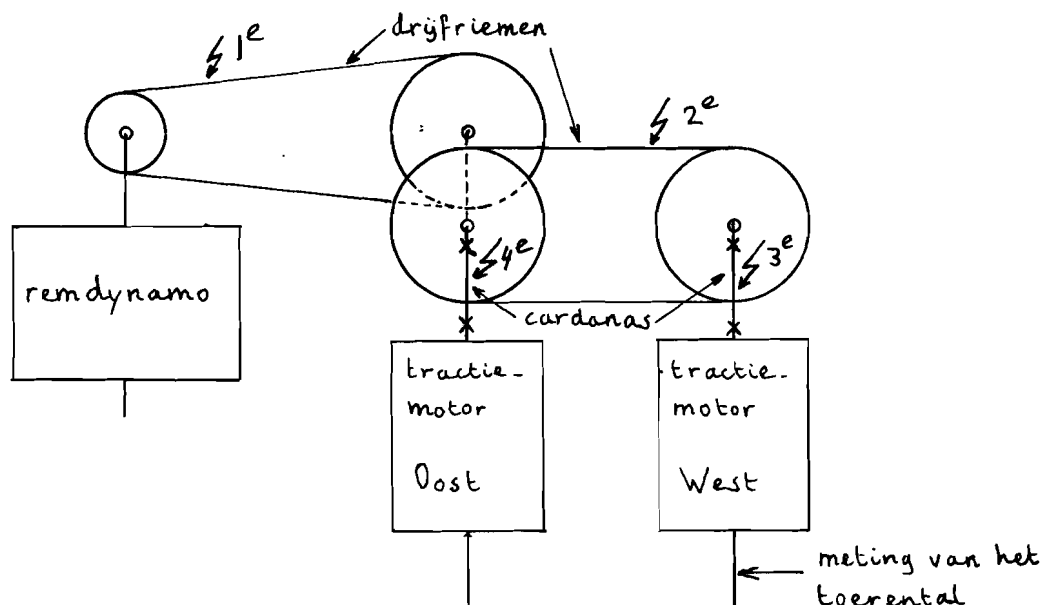 1e
drijfriemen
2e
remdynamo
4e
3e
cardanas
tractie-
motor
Oost
tractie-
motor
West
meting van het
toerental